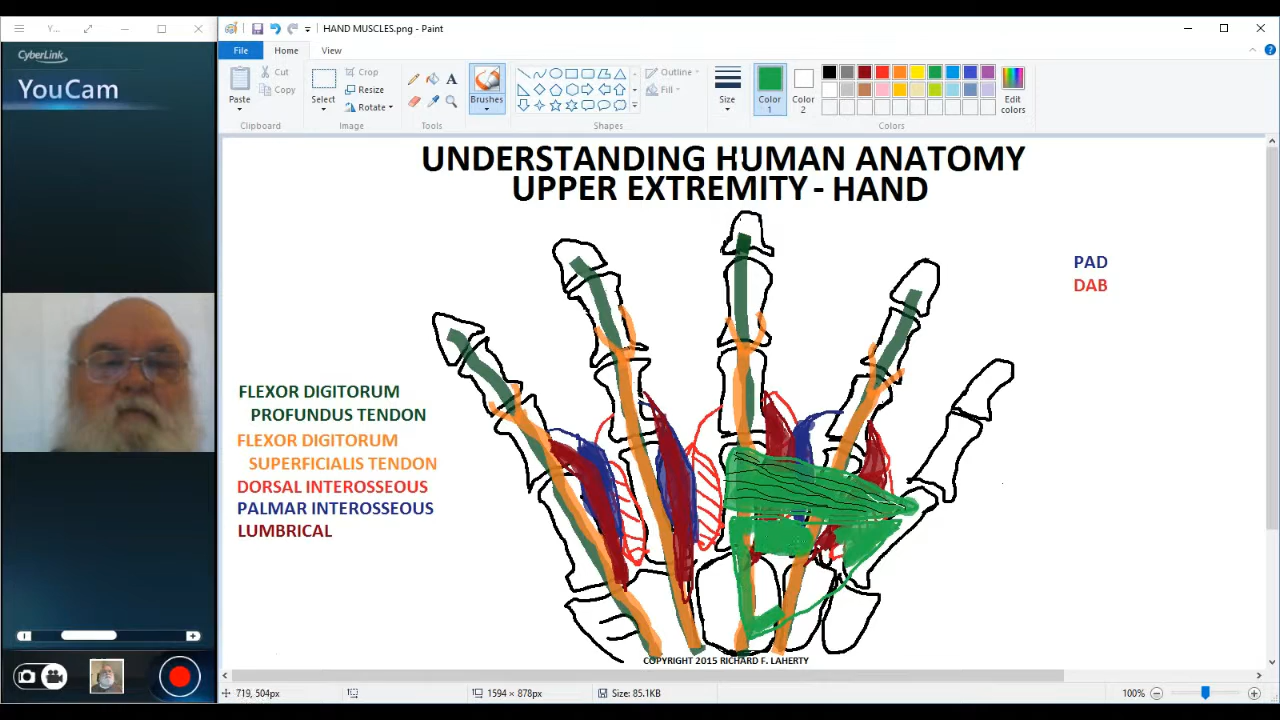 CyberLink
YouCam
Y...
HAND MUSCLES.png - Paint
File
Home
View
Paste
Cut
Copy
Clipboard
Select
Crop
Resize
Rotate
Image
Tools
Brushes
Shapes
Outline
Fill
Size
Color
1
Color
2
Edit
colors
Colors
UNDERSTANDING HUMAN ANATOMY
UPPER EXTREMITY - HAND
PAD
DAB
FLEXOR DIGITORUM
PROFUNDUS TENDON
FLEXOR DIGITORUM
SUPERFICIALIS TENDON
DORSAL INTEROSSEOUS
PALMAR INTEROSSEOUS
LUMBRICAL
COPYRIGHT 2015 RICHARD F. LAHERTY
719, 504px
1594 × 878px
Size: 85.1KB
100%